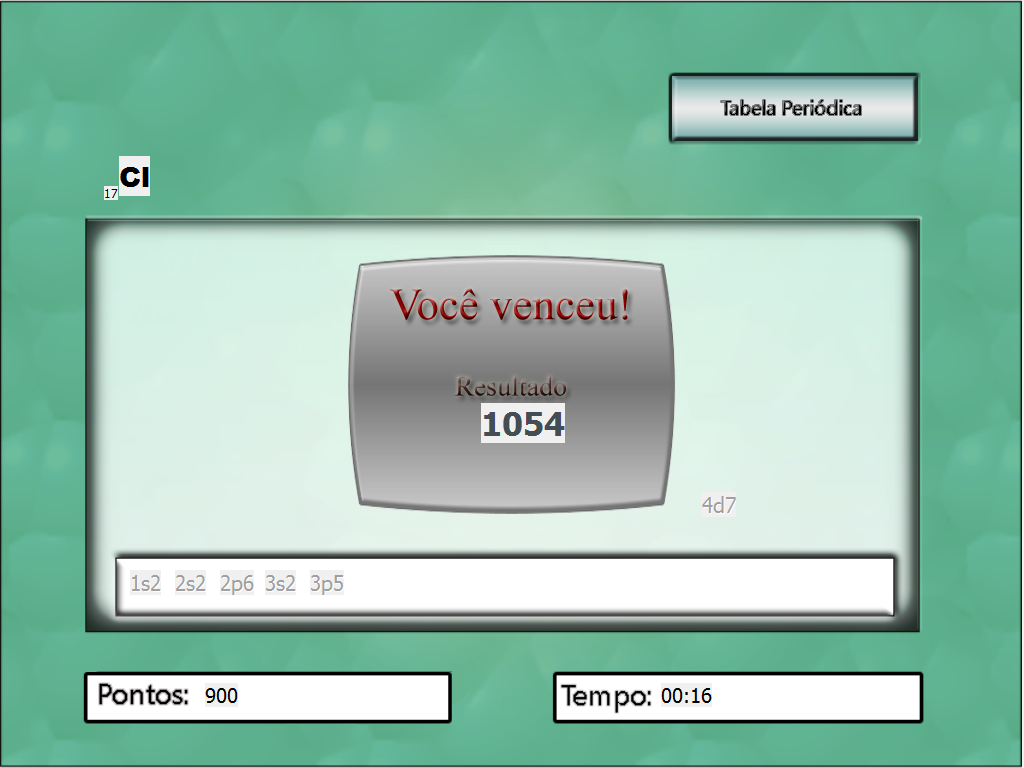 Tabela Periódica
17Cl
Você venceu!
Resultado
1054
4d7
1s2 2s2 2p6 3s2 3p5
Pontos: 900
Tempo: 00:16